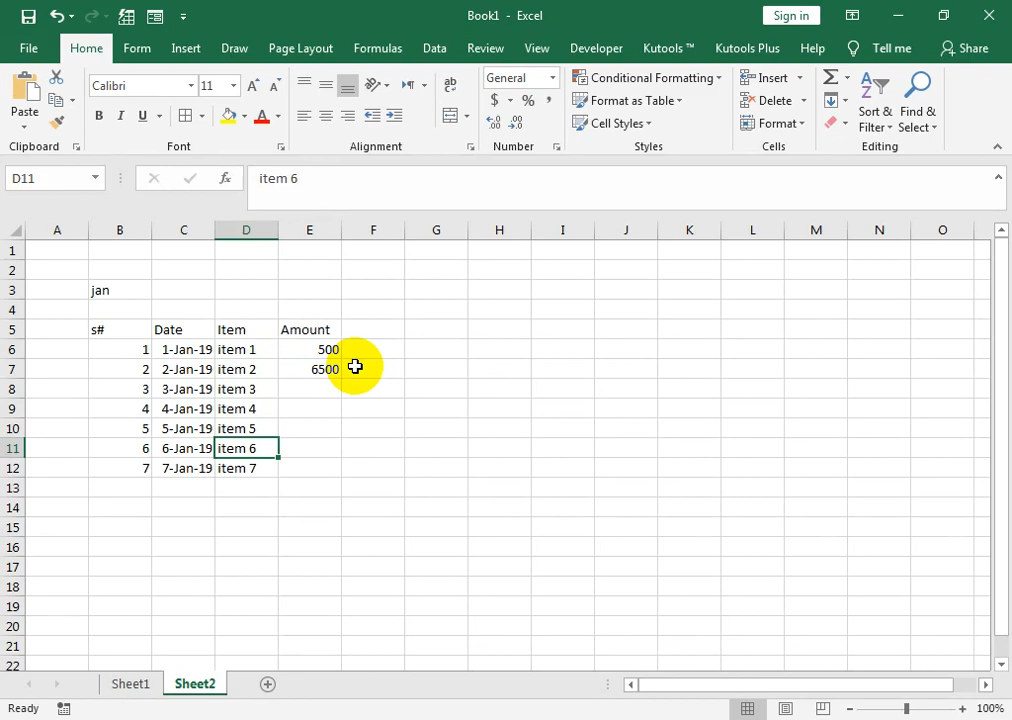 Book1 - Excel
Sign in
File Home Form Insert Draw Page Layout Formulas Data Review View Developer Kutools ™ Kutools Plus Help Tell me Share
Paste
Clipboard
Calibri 11
B I U
Font
Alignment
General
$ % ,
Number
Conditional Formatting
Format as Table
Cell Styles
Styles
Insert
Delete
Format
Cells
Sort & Filter
Find & Select
Editing
D11 fx item 6
A B C D E F G H I J K L M N O
1
2
3 jan
4
5 s# Date Item Amount
6 1 1-Jan-19 item 1 500
7 2 2-Jan-19 item 2 6500
8 3 3-Jan-19 item 3
9 4 4-Jan-19 item 4
10 5 5-Jan-19 item 5
11 6 6-Jan-19 item 6
12 7 7-Jan-19 item 7
13
14
15
16
17
18
19
20
21
22
Sheet1 Sheet2
Ready 100%